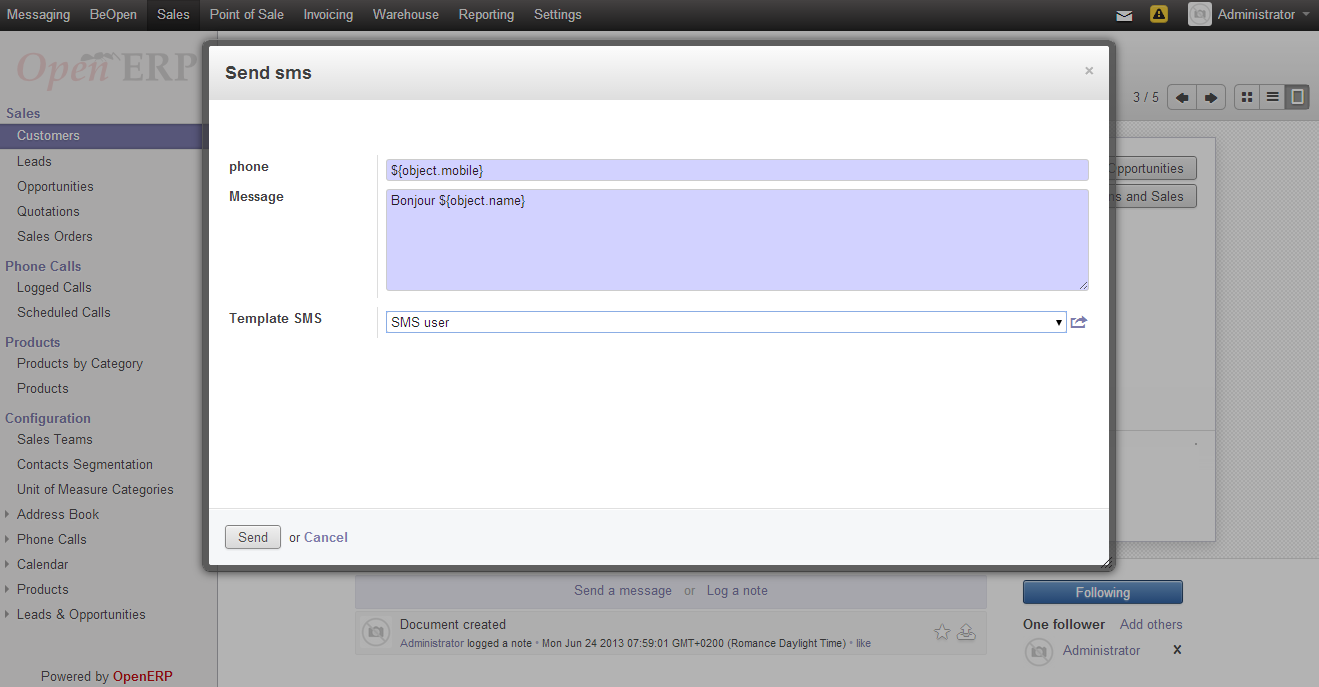 Messaging BeOpen Sales Point of Sale Invoicing Warehouse Reporting Settings Administrator
Open ERP
Sales
Customers
Leads
Opportunities
Quotations
Sales Orders
Phone Calls
Logged Calls
Scheduled Calls
Products
Products by Category
Products
Configuration
Sales Teams
Contacts Segmentation
Unit of Measure Categories
Address Book
Phone Calls
Calendar
Products
Leads & Opportunities
Powered by OpenERP
Send sms ×
phone ${object.mobile}
Message Bonjour ${object.name}
Template SMS SMS user
Send or Cancel
3 / 5
Opportunities
and Sales
Send a message or Log a note
Document created
Administrator logged a note • Mon Jun 24 2013 07:59:01 GMT+0200 (Romance Daylight Time) • like
Following
One follower Add others
Administrator X